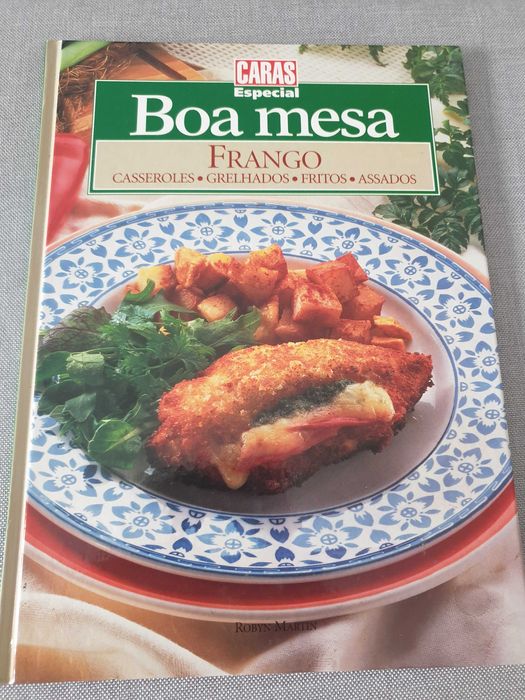 CARAS
Especial
Boa mesa
FRANGO
CASSEROLES • GRELHADOS • FRITOS • ASSADOS
ROBYN MARTIN